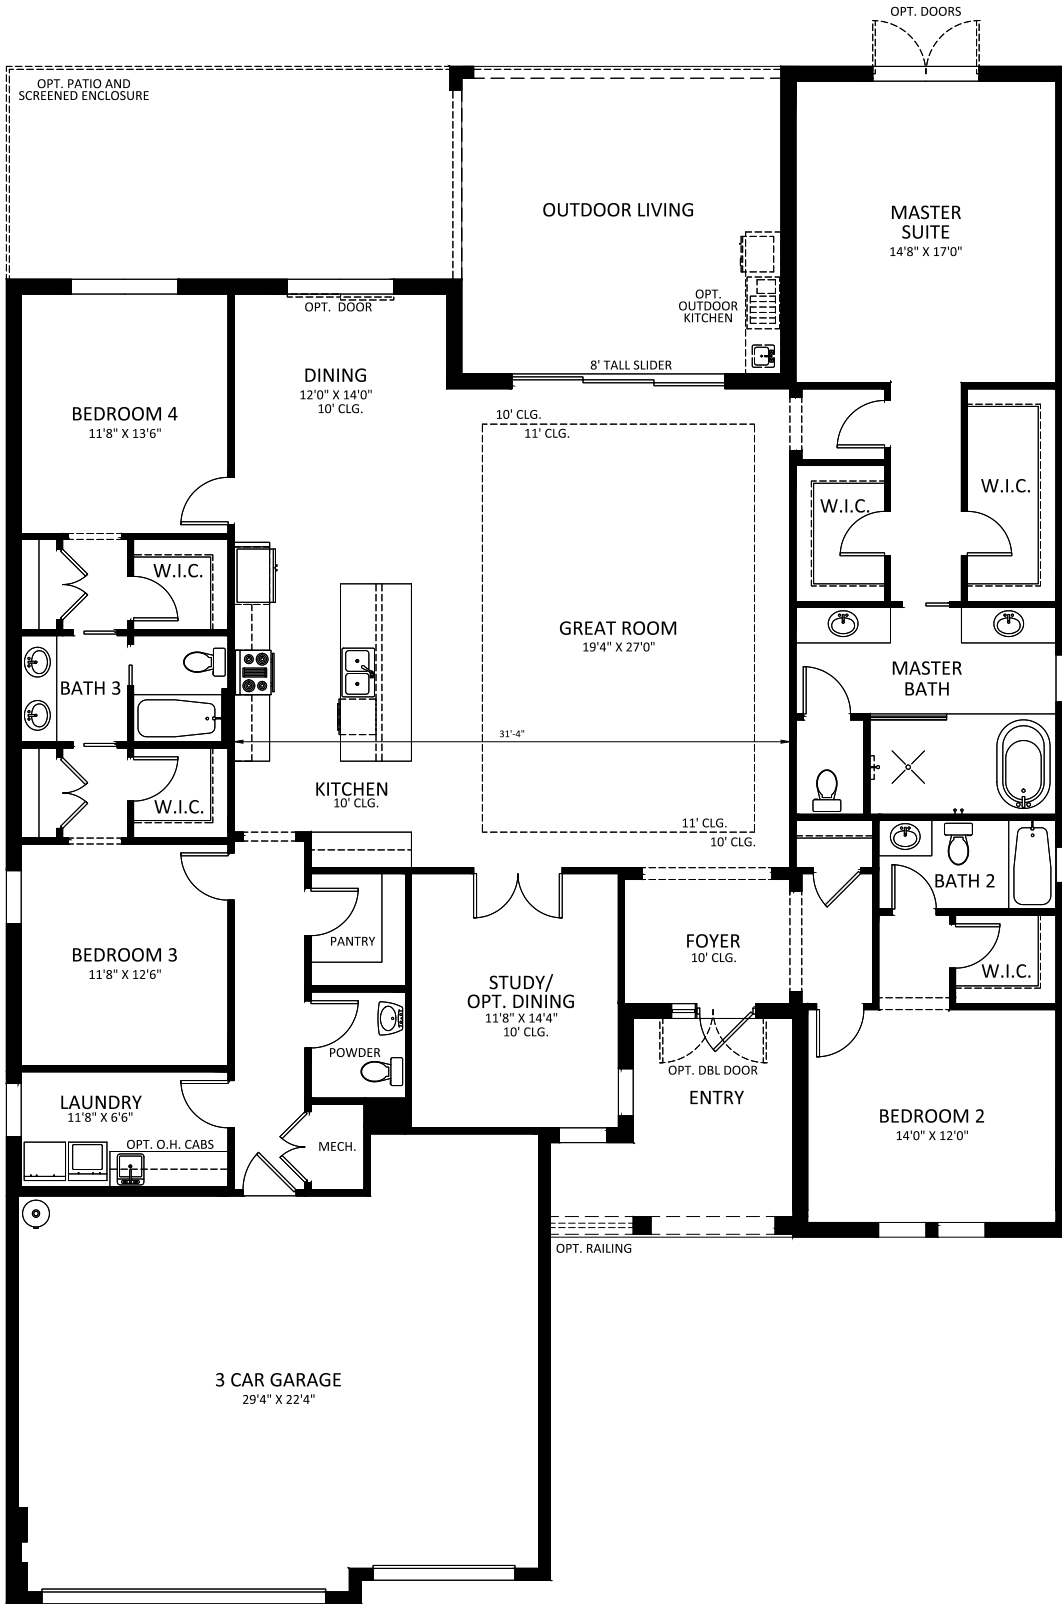 OPT. DOORS
OPT. PATIO AND
SCREENED ENCLOSURE
OUTDOOR LIVING
MASTER
SUITE
14'8" X 17'0"
OPT.
OUTDOOR
KITCHEN
OPT. DOOR
8' TALL SLIDER
DINING
12'0" X 14'0"
10' CLG.
BEDROOM 4
11'8" X 13'6"
10' CLG.
11' CLG.
W.I.C.
W.I.C.
W.I.C.
GREAT ROOM
19'4" X 27'0"
MASTER
BATH
BATH 3
31'-4"
KITCHEN
10' CLG.
W.I.C.
11' CLG.
10' CLG.
BATH 2
PANTRY
FOYER
10' CLG.
BEDROOM 3
11'8" X 12'6"
W.I.C.
STUDY/
OPT. DINING
11'8" X 14'4"
10' CLG.
POWDER
OPT. DBL DOOR
ENTRY
LAUNDRY
11'8" X 6'6"
BEDROOM 2
14'0" X 12'0"
OPT. O.H. CABS
MECH.
OPT. RAILING
3 CAR GARAGE
29'4" X 22'4"